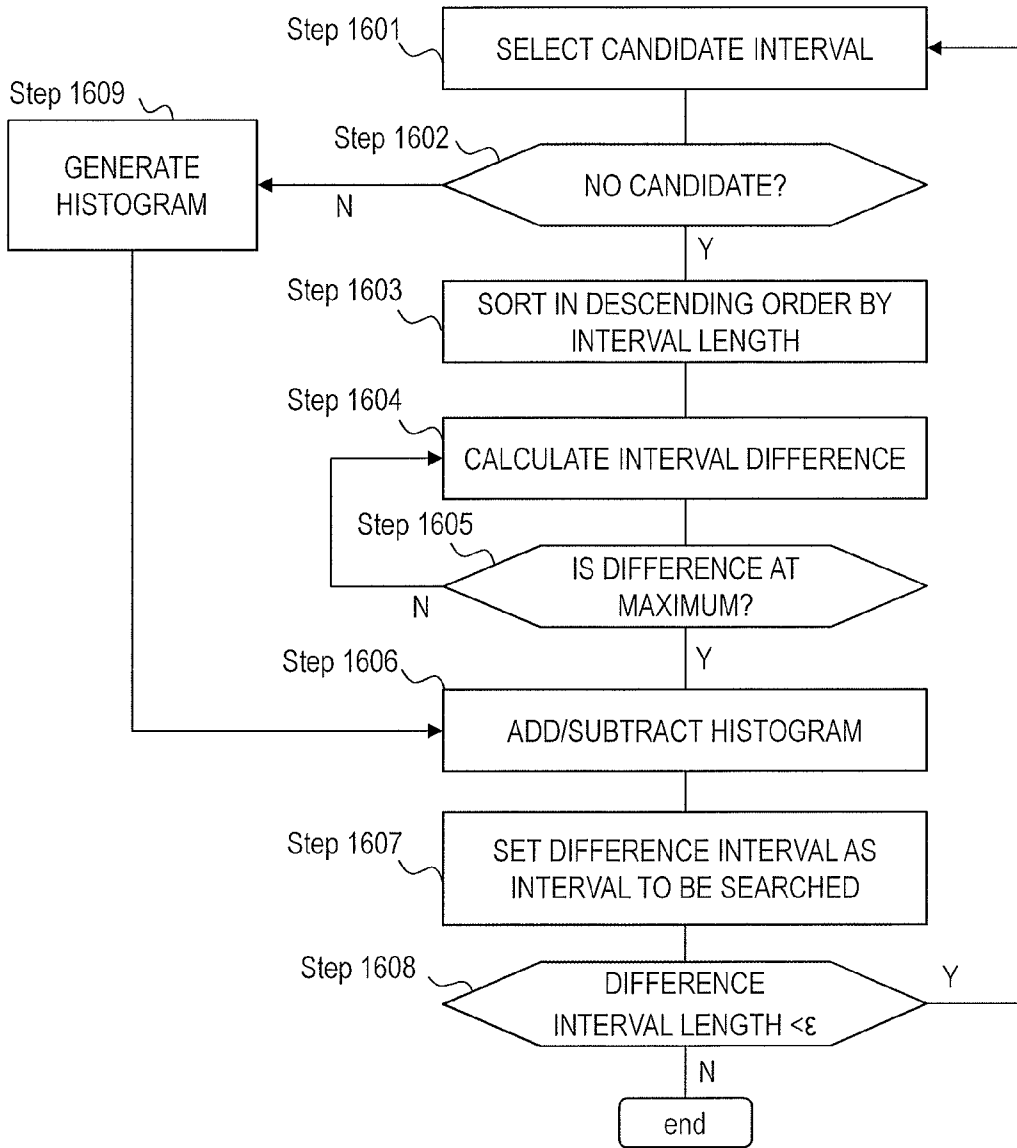 Step 1601
SELECT CANDIDATE INTERVAL
Step 1609
GENERATE
HISTOGRAM
Step 1602
NO CANDIDATE?
N
Y
Step 1603
SORT IN DESCENDING ORDER BY
INTERVAL LENGTH
Step 1604
CALCULATE INTERVAL DIFFERENCE
Step 1605
IS DIFFERENCE AT
MAXIMUM?
N
Y
Step 1606
ADD/SUBTRACT HISTOGRAM
Step 1607
SET DIFFERENCE INTERVAL AS
INTERVAL TO BE SEARCHED
Step 1608
DIFFERENCE
INTERVAL LENGTH <ε
Y
N
end